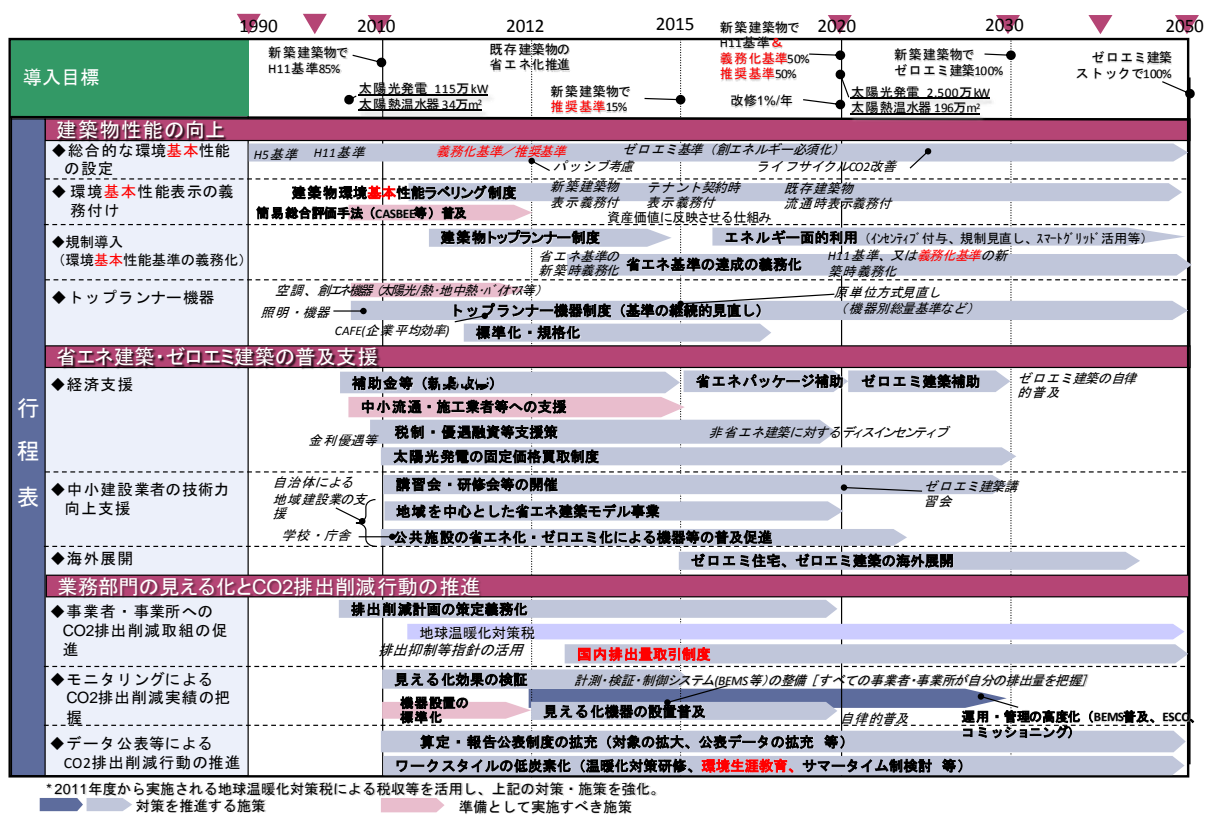 1990
2010
2012
2015
2020
2030
2050
導入目標
新築建築物で
H11基準85%
太陽光発電 115万kW
太陽熱温水器 34万㎡
既存建築物の
省エネ化推進
新築建築物で
推奨基準15%
新築建築物で
H11基準&
義務化基準50%
推奨基準50%
改修1%/年
太陽光発電 2,500万kW
太陽熱温水器 196万㎡
新築建築物で
ゼロエミ建築100%
ゼロエミ建築
ストックで100%
行程表
建築物性能の向上
◆総合的な環境基本性能
の設定
H5基準
H11基準
義務化基準／推奨基準
パッシブ考慮
ゼロエミ基準（創エネルギー必須化）
ライフサイクルCO2改善
◆環境基本性能表示の義
務付け
建築物環境基本性能ラベリング制度
新築建築物
表示義務付
テナント契約時
表示義務付
既存建築物
流通時表示義務付
簡易総合評価手法（CASBEE等）普及
資産価値に反映させる仕組み
◆規制導入
（環境基本性能基準の義務化）
建築物トップランナー制度
エネルギー面的利用（インセンティブ付与、規制見直し、スマートグリッド活用等）
省エネ基準の
新築時義務化
省エネ基準の達成の義務化
H11基準、又は義務化基準の新
築時義務化
◆トップランナー機器
空調、創エネ機器（太陽光/熱・地中熱・バイオマス等）
照明・機器
トップランナー機器制度（基準の継続的見直し）
原単位方式見直し
（機器別総量基準など）
CAFE(企業平均効率)
標準化・規格化
省エネ建築・ゼロエミ建築の普及支援
◆経済支援
補助金等（新築
省エネパッケージ補助
ゼロエミ建築補助
ゼロエミ建築の自律
的普及
中小流通・施工業者等への支援
金利優遇等
税制・優遇融資等支援策
非省エネ建築に対するディスインセンティブ
太陽光発電の固定価格買取制度
◆中小建設業者の技術力
向上支援
自治体による
地域建設業の支
援
講習会・研修会等の開催
ゼロエミ建築講
習会
地域を中心とした省エネ建築モデル事業
学校・庁舎
公共施設の省エネ化・ゼロエミ化による機器等の普及促進
◆海外展開
ゼロエミ住宅、ゼロエミ建築の海外展開
業務部門の見える化とCO2排出削減行動の推進
◆事業者・事業所への
CO2排出削減取組の促
進
排出削減計画の策定義務化
地球温暖化対策税
排出抑制等指針の活用
国内排出量取引制度
◆モニタリングによる
CO2排出削減実績の把
握
見える化効果の検証
計測・検証・制御システム(BEMS等)の整備［すべての事業者・事業所が自分の排出量を把握］
機器設置の
標準化
見える化機器の設置普及
自律的普及
運用・管理の高度化（BEMS普及、ESCO、
コミッショニング）
◆データ公表等による
CO2排出削減行動の推進
算定・報告公表制度の拡充（対象の拡大、公表データの拡充 等）
ワークスタイルの低炭素化（温暖化対策研修、環境生涯教育、サマータイム制検討 等）
*2011年度から実施される地球温暖化対策税による税収等を活用し、上記の対策・施策を強化。
対策を推進する施策
準備として実施すべき施策